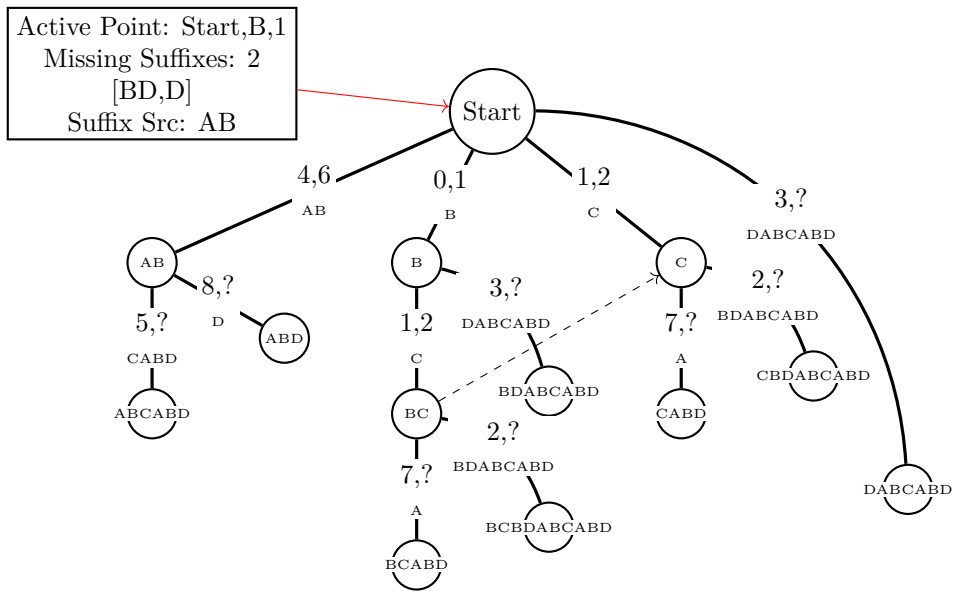 Active Point: Start,B,1
Missing Suffixes: 2
[BD,D]
Suffix Src: AB
Start
4,6
AB
0,1
B
1,2
C
3,?
DABCABD
AB
B
C
8,?
D
5,?
CABD
3,?
DABCABD
1,2
C
2,?
BDABCABD
7,?
A
ABD
ABCABD
BDABCABD
BC
CBDABCABD
CABD
2,?
BDABCABD
7,?
A
DABCABD
BCBDABCABD
BCABD